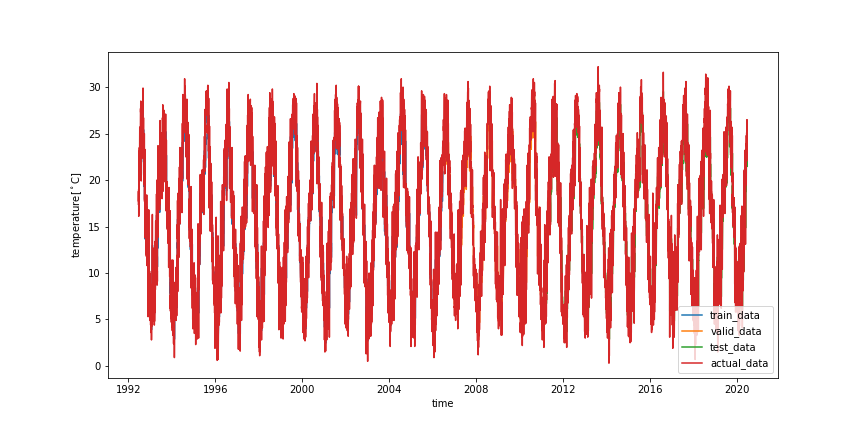 30
25
20
15
10
5
0
temperature[°C]
1992
1996
2000
2004
2008
2012
2016
2020
time
train_data
valid_data
test_data
actual_data